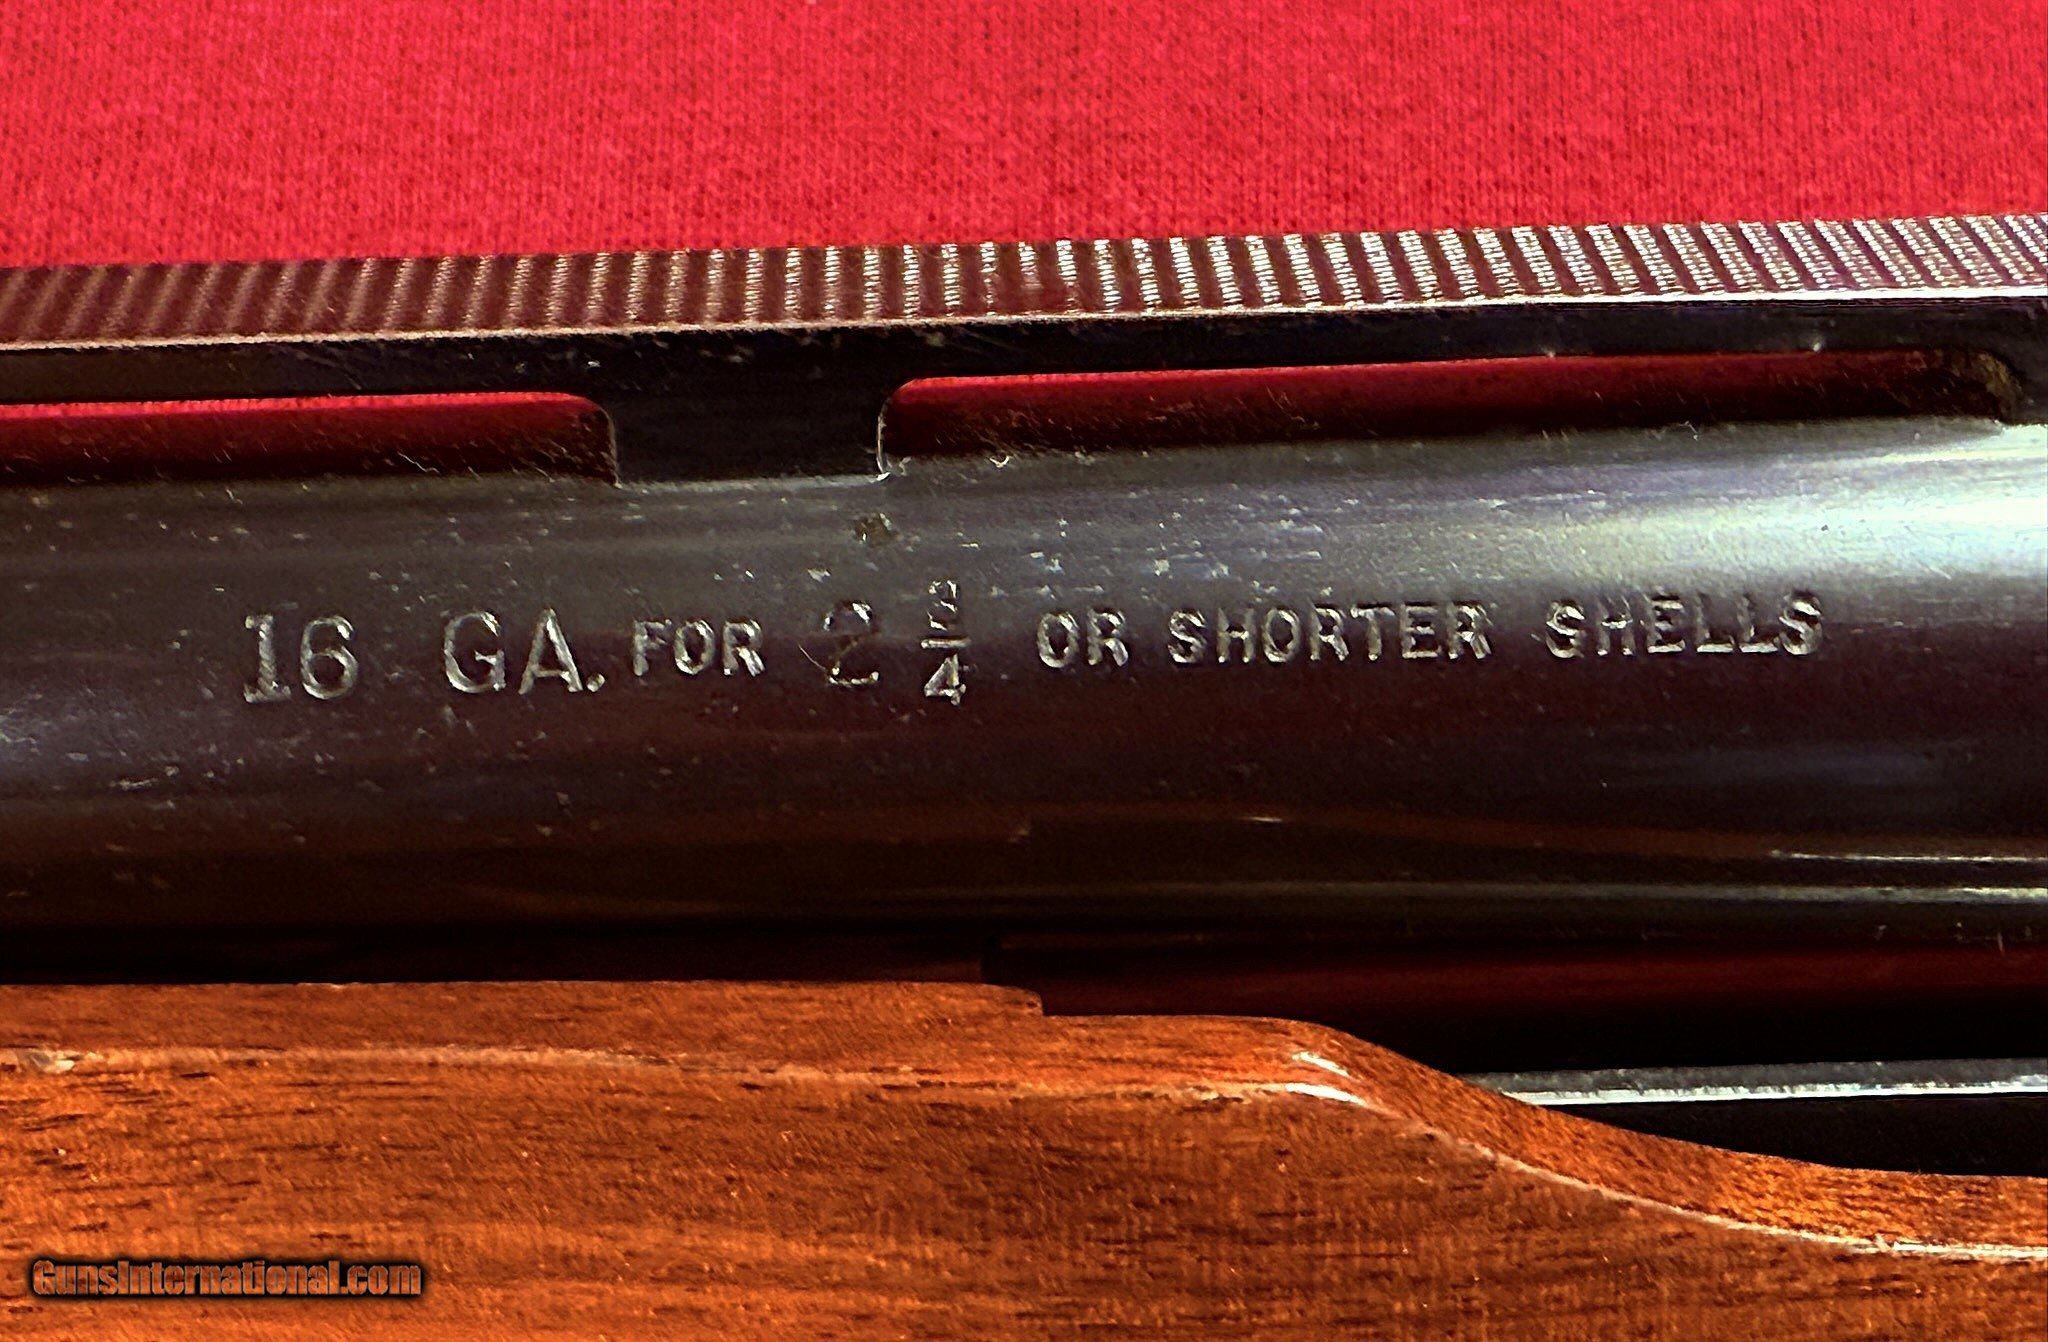 16 GA. FOR 2 3/4 OR SHORTER SHELLS
GunsInternational.com